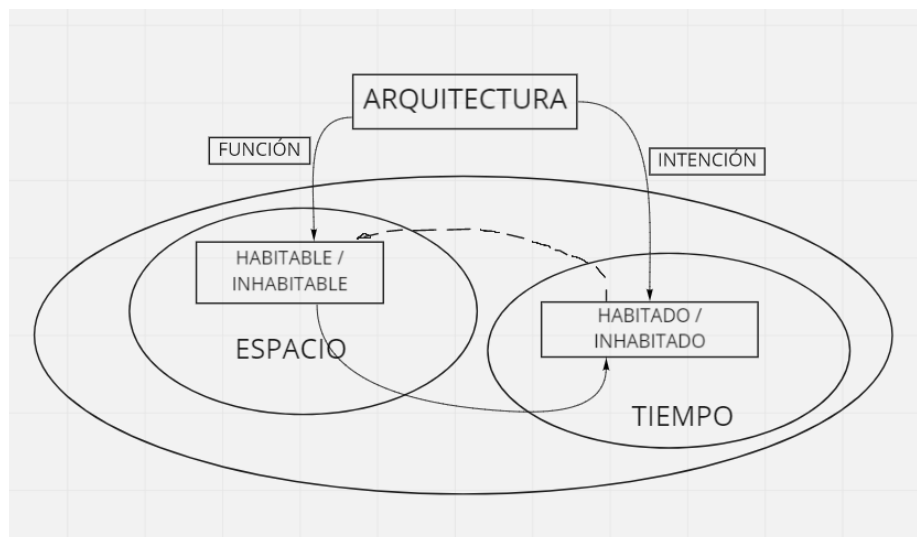 ARQUITECTURA
FUNCIÓN
INTENCIÓN
HABITABLE /
INHABITABLE
ESPACIO
HABITADO /
INHABITADO
TIEMPO